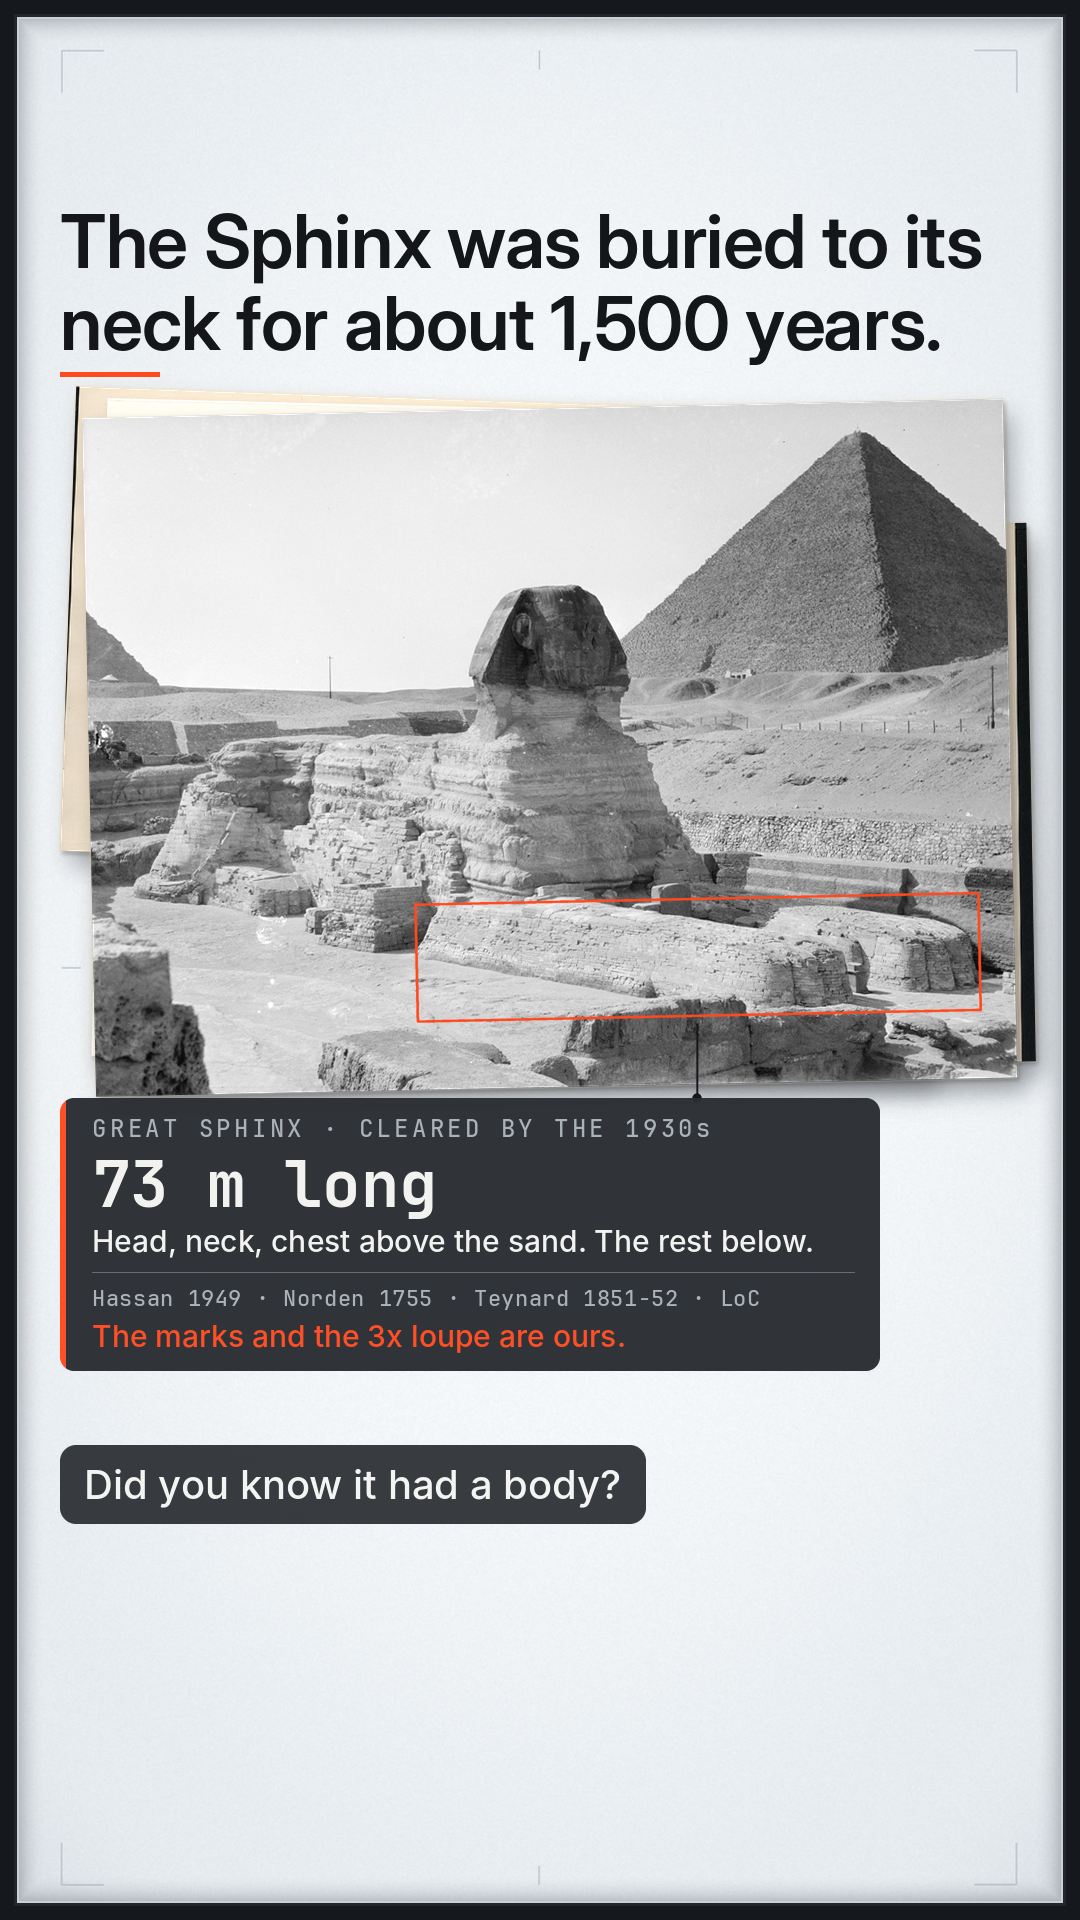 The Sphinx was buried to its
neck for about 1,500 years.
GREAT SPHINX · CLEARED BY THE 1930s
73 m long
Head, neck, chest above the sand. The rest below.
Hassan 1949 · Norden 1755 · Teynard 1851-52 · LoC
The marks and the 3x loupe are ours.
Did you know it had a body?